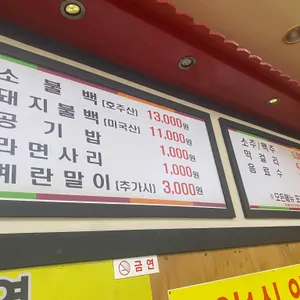 소불백 (호주산) 13,000원
돼지불백 (미국산) 11,000원
공기밥 1,000원
라면사리 1,000원
계란말이 (추가시) 3,000원
소주/맥주
막걸리
음료수
금연